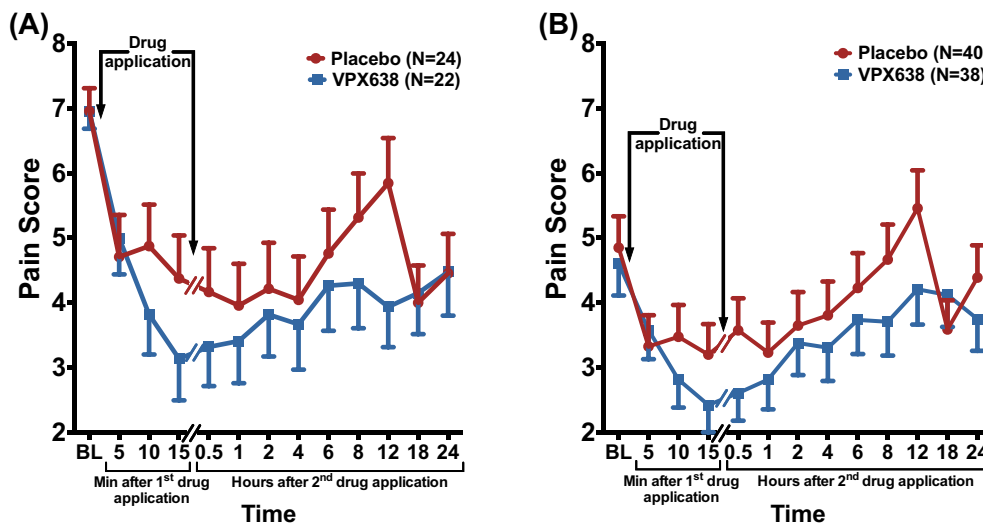 (A)
8
7
6
5
4
3
2
Pain Score
Drug
application
Placebo (N=24)
VPX638 (N=22)
BL 5 10 15 0.5 1 2 4 6 8 12 18 24
Min after 1st drug
application
Hours after 2nd drug application
Time
(B)
8
7
6
5
4
3
2
Pain Score
Drug
application
Placebo (N=40)
VPX638 (N=38)
BL 5 10 15 0.5 1 2 4 6 8 12 18 24
Min after 1st drug
application
Hours after 2nd drug application
Time